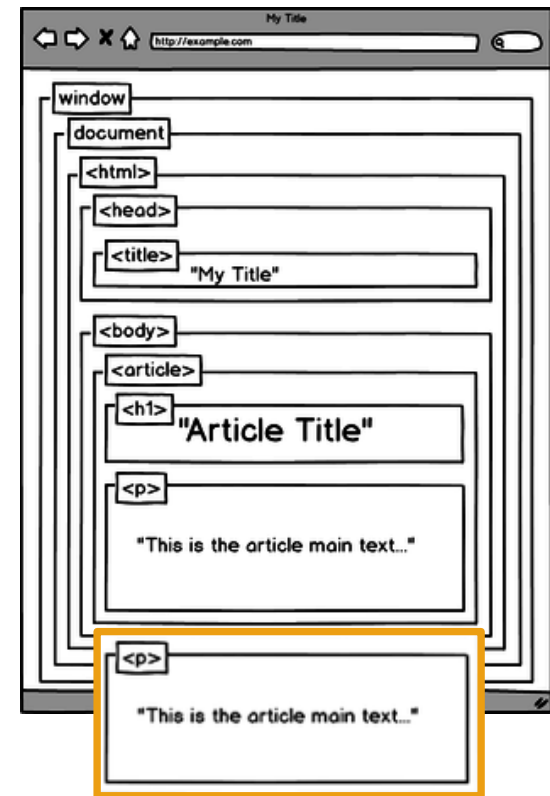 My Title
http://example.com
window
document
<html>
<head>
<title>
"My Title"
<body>
<article>
<h1>
"Article Title"
<p>
"This is the article main text..."
<p>
"This is the article main text..."